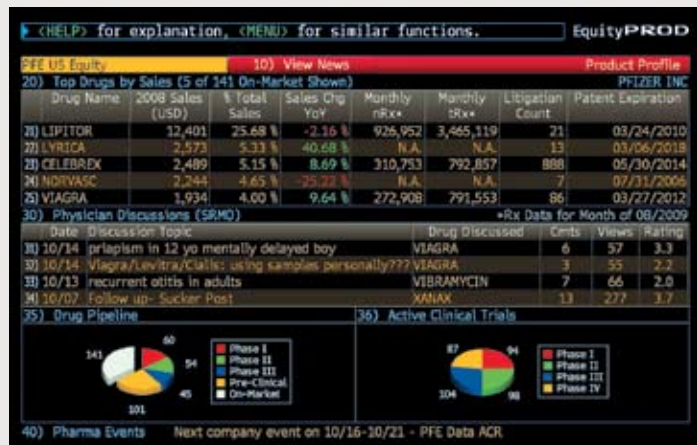 <HELP> for explanation, <MENU> for similar functions. EquityPROD
PFE US Equity 10) View News Product Profile
20) Top Drugs by Sales (5 of 141 On-Market Shown) PFIZER INC
Drug Name 2008 Sales (USD) % Total Sales Sales Chg YoY Monthly nRx* Monthly tRx* Litigation Count Patent Expiration
21) LIPITOR 12,401 25.68 % -2.16 % 926,952 3,465,119 21 03/24/2010
22) LYRICA 2,573 5.33 % 40.68 % N.A. N.A. 13 03/06/2018
23) CELEBREX 2,489 5.15 % 8.69 % 310,753 792,857 888 05/30/2014
24) NORVASC 2,244 4.65 % -25.22 % N.A. N.A. 7 07/31/2006
25) VIAGRA 1,934 4.00 % 9.64 % 272,908 791,553 86 03/27/2012
30) Physician Discussions (SRMO) *Rx Data for Month of 08/2009
Date Discussion Topic Drug Discussed Cmts Views Rating
31) 10/14 priapism in 12 yo mentally delayed boy VIAGRA 6 57 3.3
32) 10/14 Viagra/Levitra/Cialis: using samples personally??? VIAGRA 3 55 2.2
33) 10/13 recurrent otitis in adults VIBRAMYCIN 7 66 2.0
34) 10/07 Follow up- Sucker Post XANAX 13 277 3.7
35) Drug Pipeline 36) Active Clinical Trials
141 60 54 45 101
Phase I
Phase II
Phase III
Pre-Clinical
On-Market
87 94 104 98
Phase I
Phase II
Phase III
Phase IV
40) Pharma Events Next company event on 10/16-10/21 - PFE Data ACR